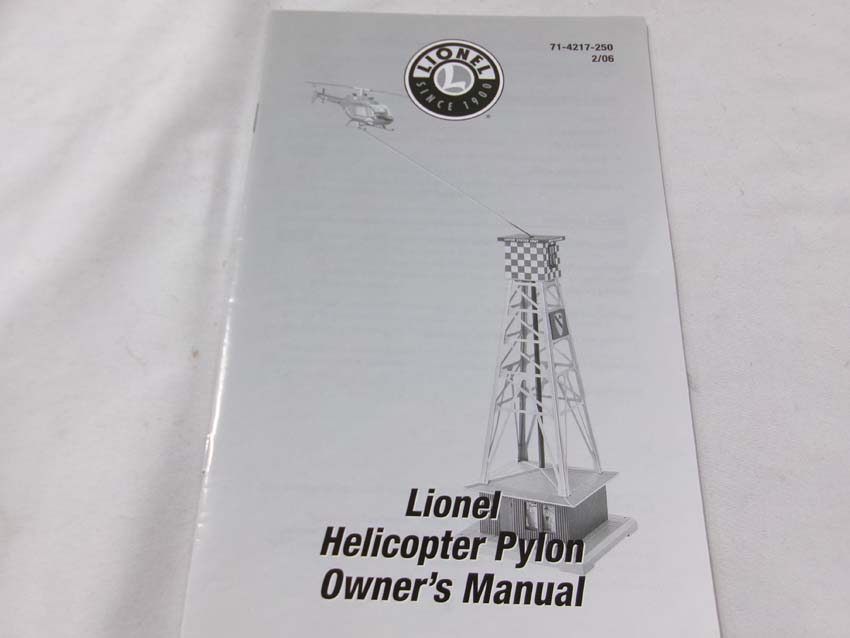 71-4217-250
2/06
LIONEL
L
SINCE 1900
Lionel
Helicopter Pylon
Owner's Manual